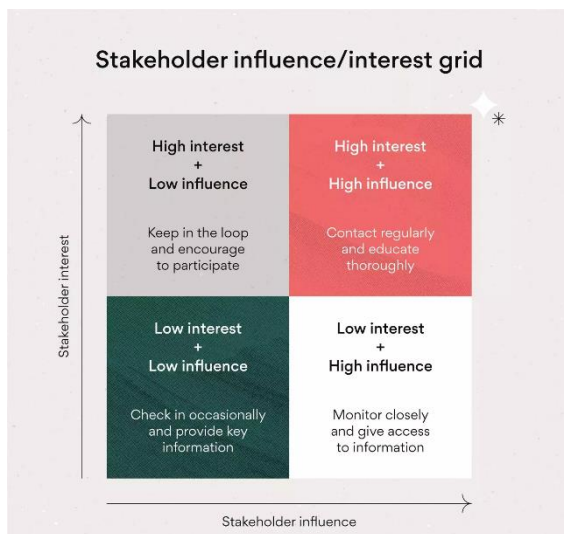 Stakeholder influence/interest grid
High interest
+
Low influence
Keep in the loop
and encourage
to participate
High interest
+
High influence
Contact regularly
and educate
thoroughly
Stakeholder interest
Low interest
+
Low influence
Check in occasionally
and provide key
information
Low interest
+
High influence
Monitor closely
and give access
to information
Stakeholder influence